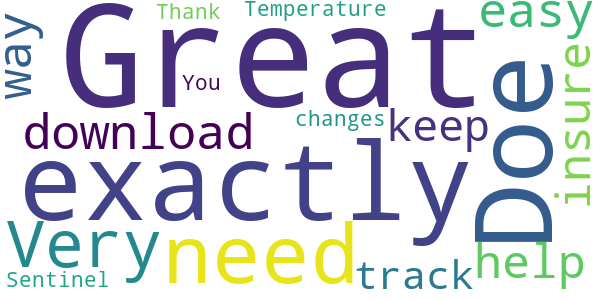 Thank Temperature easy
way Great
You
download changes keep
exactly Doe insure
Very need help
Sentinel track